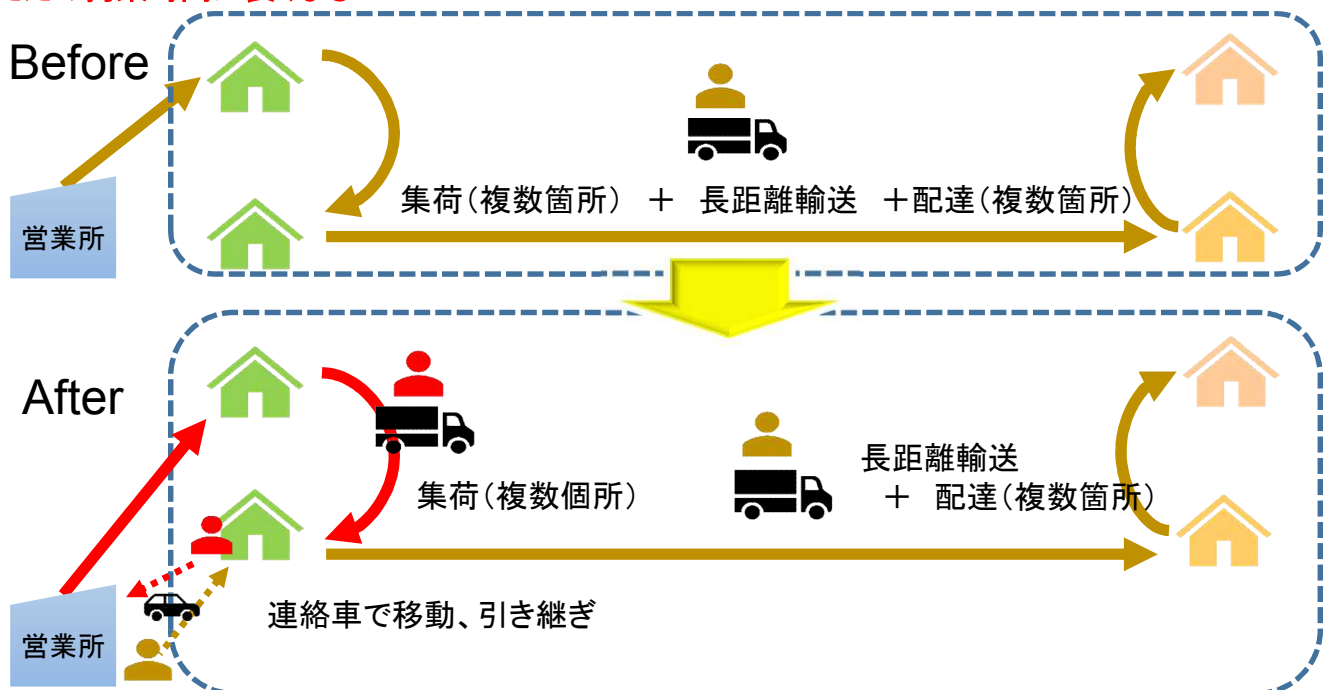 Before
営業所
集荷(複数箇所) ＋ 長距離輸送 ＋配達(複数箇所)
After
集荷(複数個所)
長距離輸送
＋ 配達(複数箇所)
連絡車で移動、引き継ぎ
営業所